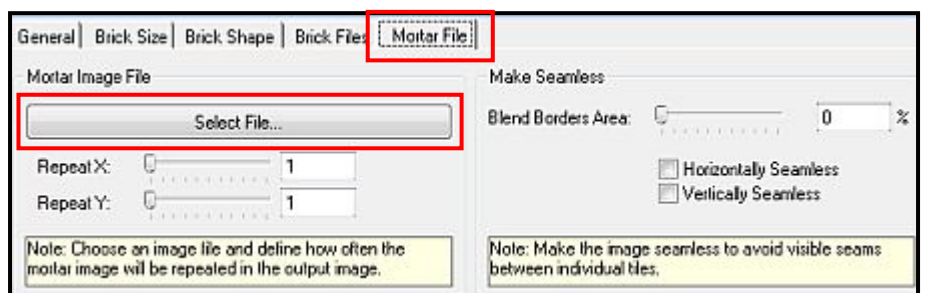 General Brick Size Brick Shape Brick Files Mortar File
Mortar Image File
Select File...
Repeat X: 1
Repeat Y: 1
Note: Choose an image file and define how often the
mortar image will be repeated in the output image.
Make Seamless
Blend Borders Area: 0 %
Horizontally Seamless
Vertically Seamless
Note: Make the image seamless to avoid visible seams
between individual tiles.